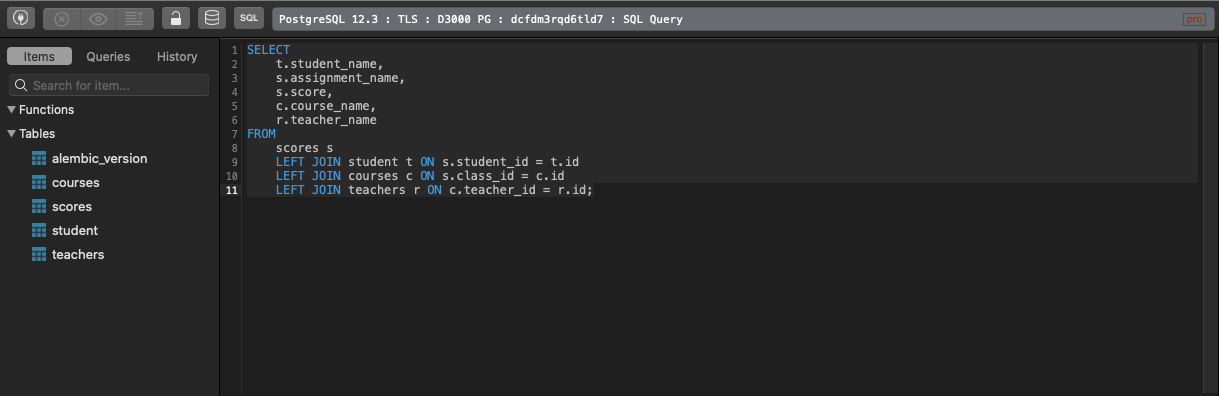 SQL
PostgreSQL 12.3 : TLS : D3000 PG : dcfdm3rqd6tld7 : SQL Query
pro
Items
Queries
History
Search for item...
Functions
Tables
alembic_version
courses
scores
student
teachers
1 SELECT
2 t.student_name,
3 s.assignment_name,
4 s.score,
5 c.course_name,
6 r.teacher_name
7 FROM
8 scores s
9 LEFT JOIN student t ON s.student_id = t.id
10 LEFT JOIN courses c ON s.class_id = c.id
11 LEFT JOIN teachers r ON c.teacher_id = r.id;